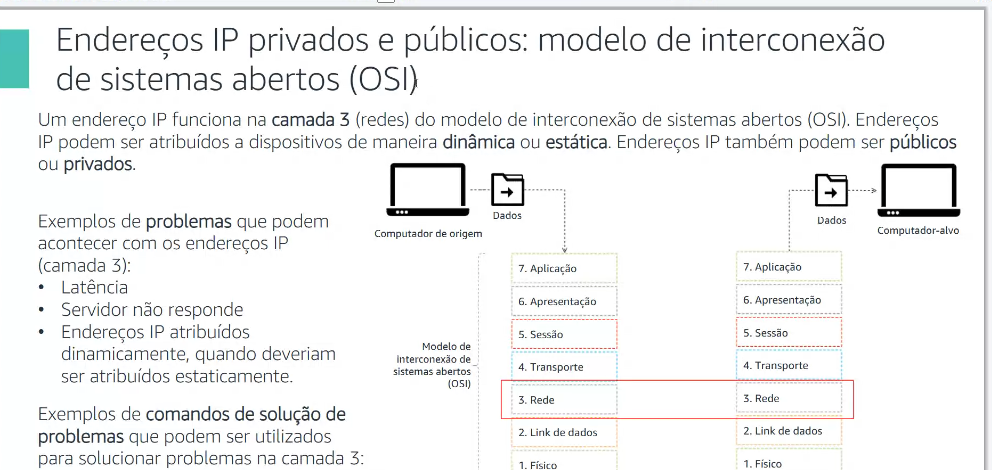 Endereços IP privados e públicos: modelo de interconexão
de sistemas abertos (OSI)
Um endereço IP funciona na camada 3 (redes) do modelo de interconexão de sistemas abertos (OSI). Endereços
IP podem ser atribuídos a dispositivos de maneira dinâmica ou estática. Endereços IP também podem ser públicos
ou privados.
Exemplos de problemas que podem
acontecer com os endereços IP
(camada 3):
• Latência
• Servidor não responde
• Endereços IP atribuídos
dinamicamente, quando deveriam
ser atribuídos estaticamente.
Exemplos de comandos de solução de
problemas que podem ser utilizados
para solucionar problemas na camada 3:
Computador de origem
Dados
Modelo de
interconexão de
sistemas abertos
(OSI)
7. Aplicação
6. Apresentação
5. Sessão
4. Transporte
3. Rede
2. Link de dados
1. Físico
Dados
Computador-alvo
7. Aplicação
6. Apresentação
5. Sessão
4. Transporte
3. Rede
2. Link de dados
1. Físico